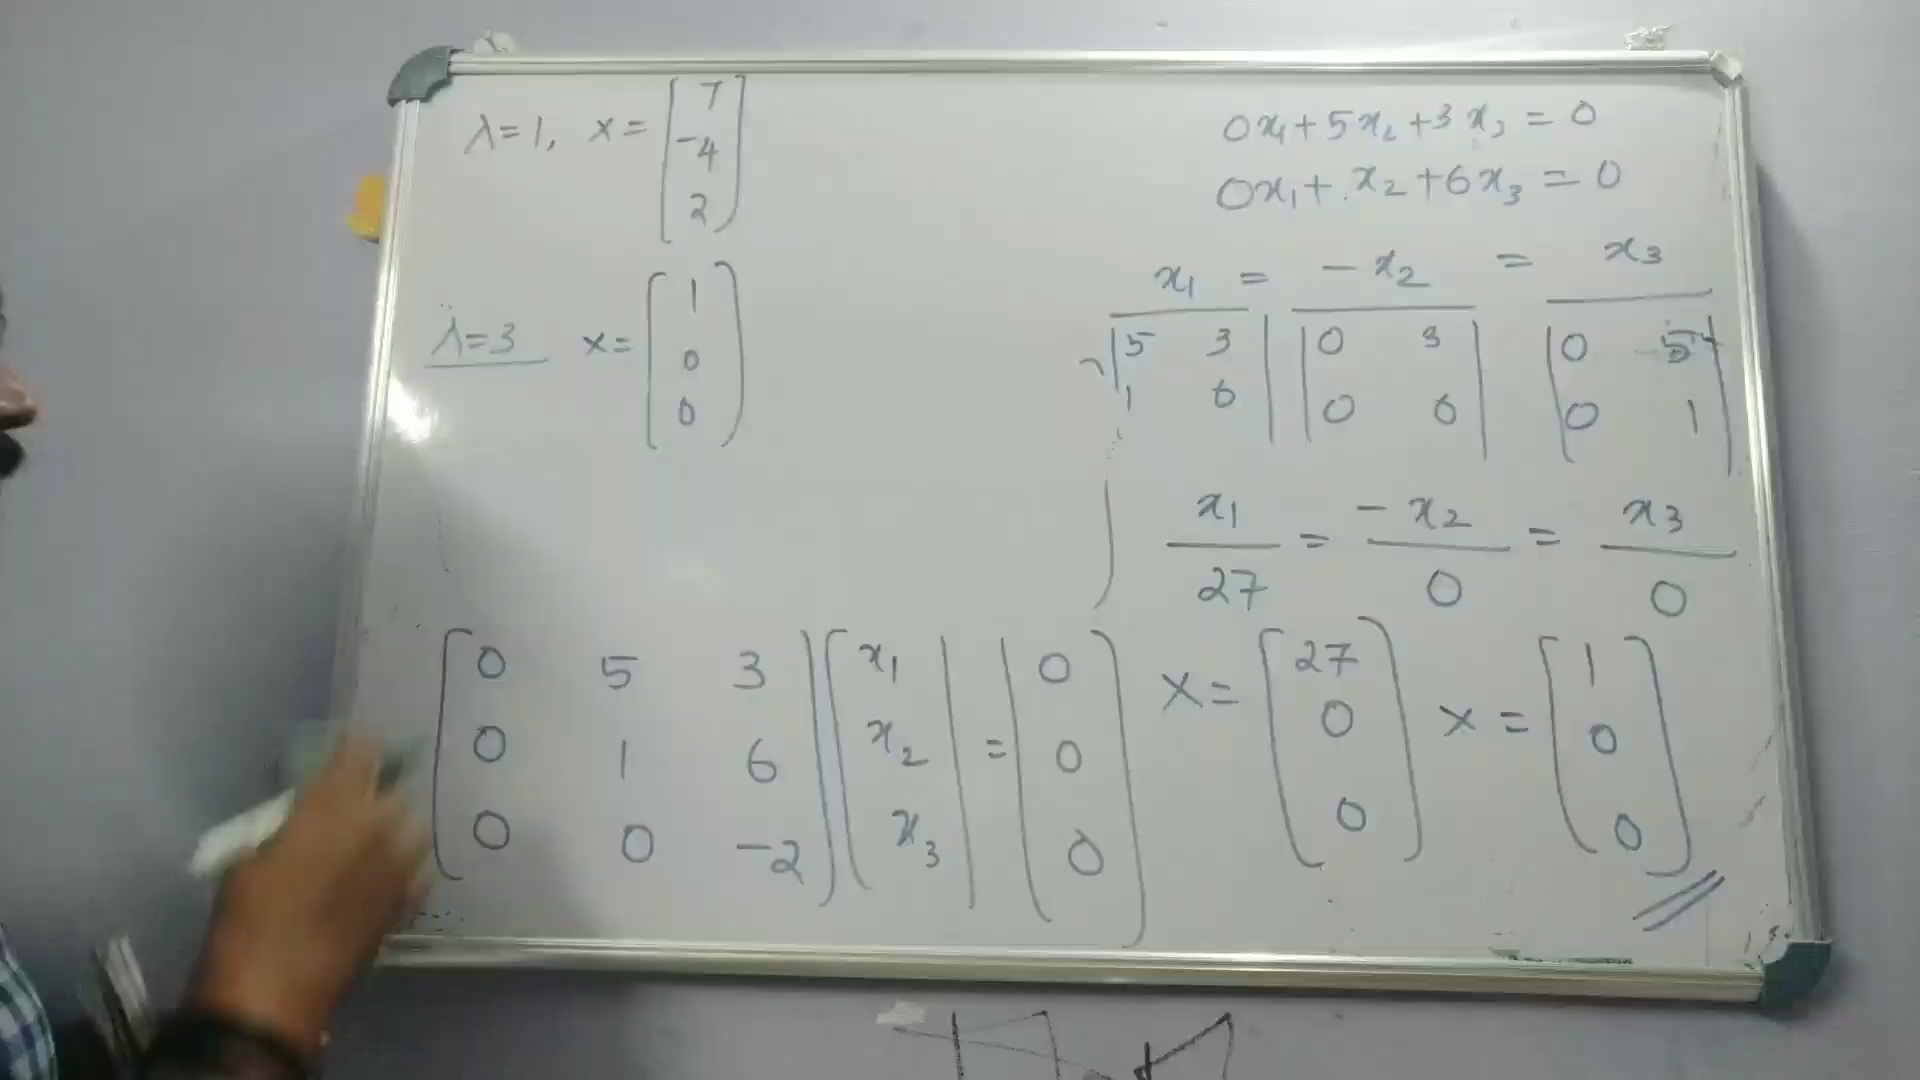 λ=1, x= [7 -4 2]
λ=3 x= [1 0 0]
[0 5 3] [x₁] = [0]
[0 1 6] [x₂] = [0]
[0 0 -2] [x₃] = [0]
0x₁+5x₂+3x₃=0
0x₁+x₂+6x₃=0
x₁ = -x₂ = x₃
|5 3| |0 3| |0 5|
|1 6| |0 6| |0 1|
x₁ = -x₂ = x₃
27 0 0
x= [27 0 0] x= [1 0 0]